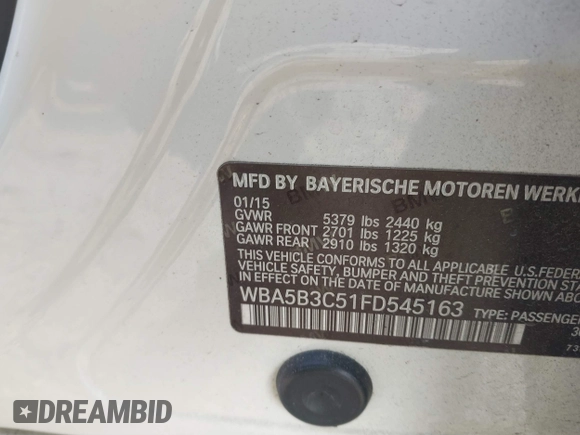 MFD BY BAYERISCHE MOTOREN
01/15
GVWR 5379 lbs 2440 kg
GAWR FRONT 2701 lbs 1225 kg
GAWR REAR 2910 lbs 1320 kg
THIS VEHICLE CONFORMS TO ALL APPLICABLE U.S.FEDERAL
VEHICLE SAFETY, BUMPER AND THEFT PREVENTION
IN EFFECT ON THE DATE OF MANUFACTURE SHOWN
WBA5B3C51FD545163 TYPE: PASSENGER
DREAMBID